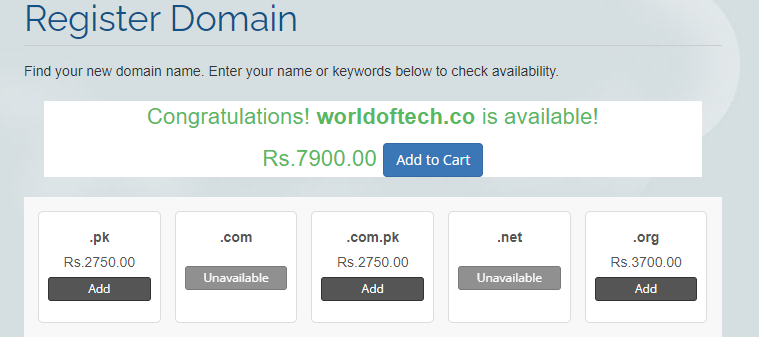 Register Domain
Find your new domain name. Enter your name or keywords below to check availability.
Congratulations! worldoftech.co is available!
Rs.7900.00 Add to Cart
.pk .com .com.pk .net .org
Rs.2750.00 Rs.2750.00 Rs.3700.00
Unavailable Unavailable
Add Add Add